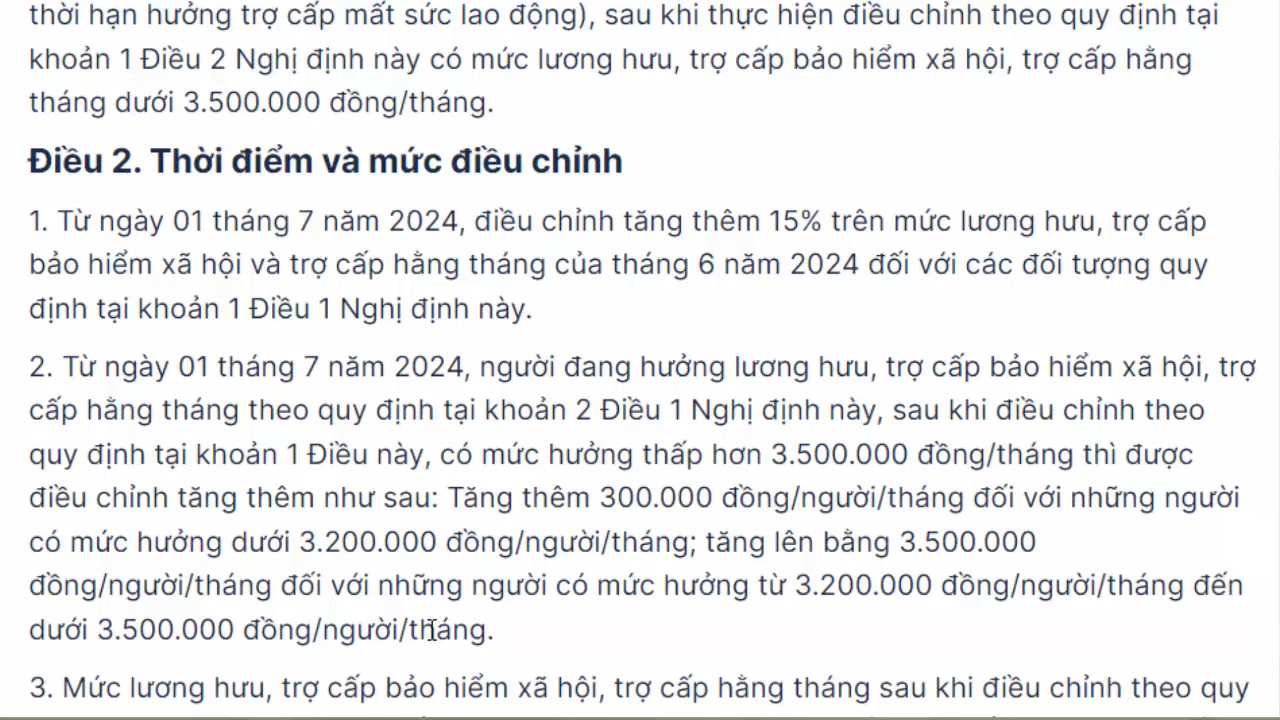 thời hạn hưởng trợ cấp mất sức lao động), sau khi thực hiện điều chỉnh theo quy định tại
khoản 1 Điều 2 Nghị định này có mức lương hưu, trợ cấp bảo hiểm xã hội, trợ cấp hằng
tháng dưới 3.500.000 đồng/tháng.
Điều 2. Thời điểm và mức điều chỉnh
1. Từ ngày 01 tháng 7 năm 2024, điều chỉnh tăng thêm 15% trên mức lương hưu, trợ cấp
bảo hiểm xã hội và trợ cấp hằng tháng của tháng 6 năm 2024 đối với các đối tượng quy
định tại khoản 1 Điều 1 Nghị định này.
2. Từ ngày 01 tháng 7 năm 2024, người đang hưởng lương hưu, trợ cấp bảo hiểm xã hội, trợ
cấp hằng tháng theo quy định tại khoản 2 Điều 1 Nghị định này, sau khi điều chỉnh theo
quy định tại khoản 1 Điều này, có mức hưởng thấp hơn 3.500.000 đồng/tháng thì được
điều chỉnh tăng thêm như sau: Tăng thêm 300.000 đồng/người/tháng đối với những người
có mức hưởng dưới 3.200.000 đồng/người/tháng; tăng lên bằng 3.500.000
đồng/người/tháng đối với những người có mức hưởng từ 3.200.000 đồng/người/tháng đến
dưới 3.500.000 đồng/người/tháng.
3. Mức lương hưu, trợ cấp bảo hiểm xã hội, trợ cấp hằng tháng sau khi điều chỉnh theo quy